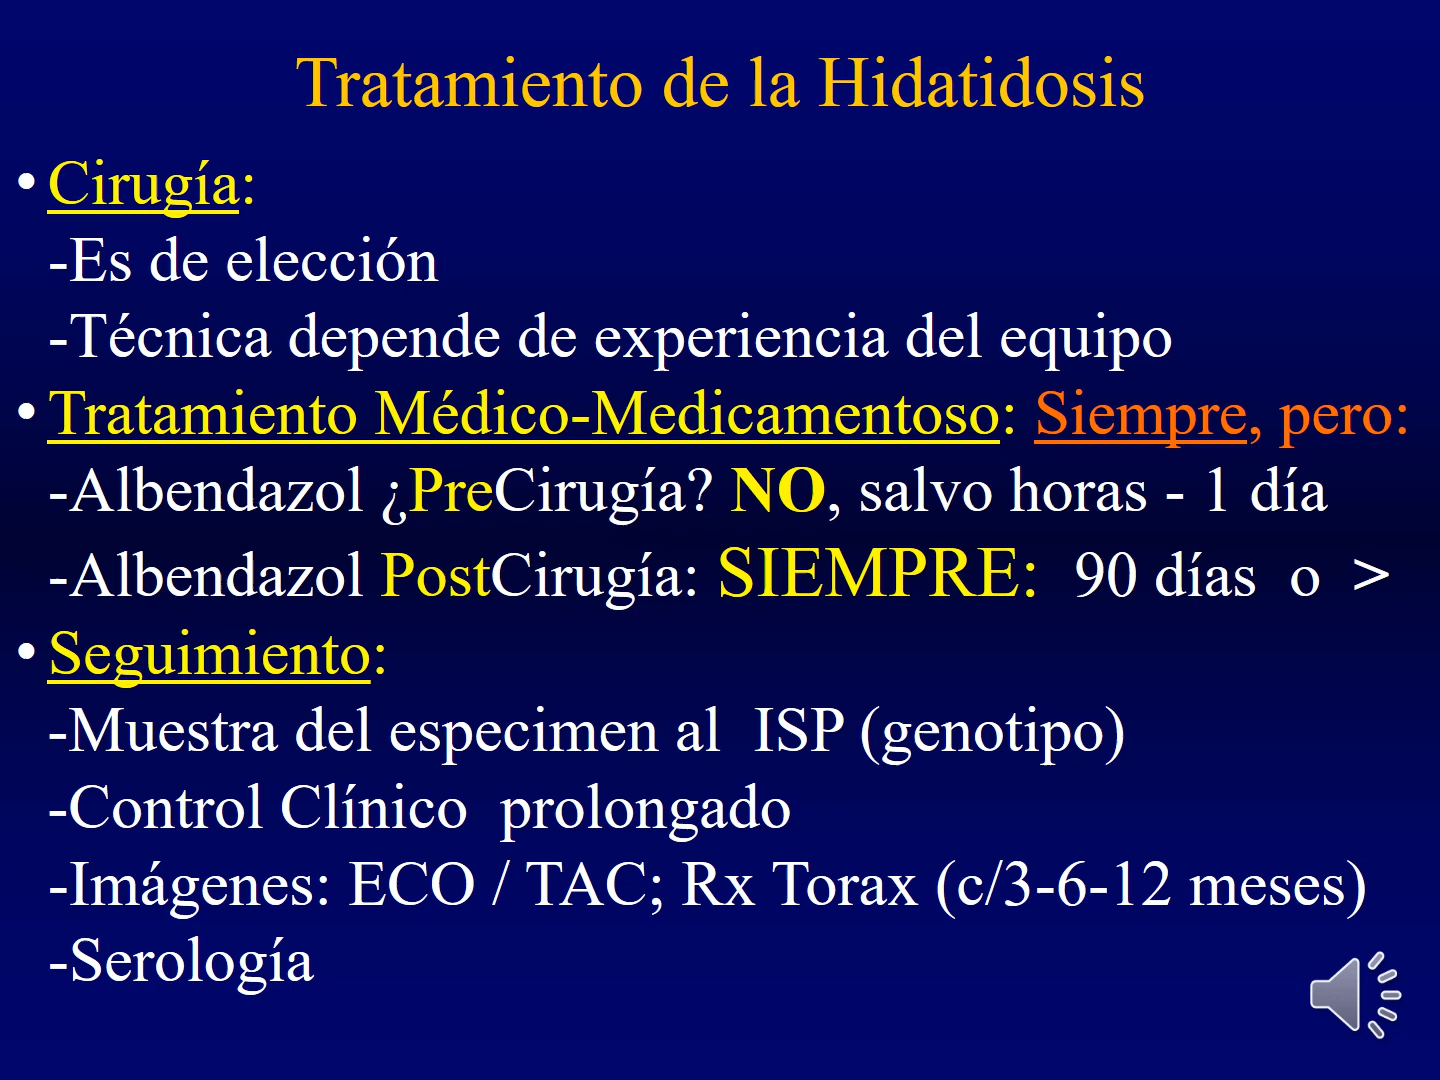 Tratamiento de la Hidatidosis
• Cirugía:
-Es de elección
-Técnica depende de experiencia del equipo
• Tratamiento Médico-Medicamentoso: Siempre, pero:
-Albendazol ¿PreCirugía? NO, salvo horas - 1 día
-Albendazol PostCirugía: SIEMPRE: 90 días o >
• Seguimiento:
-Muestra del especimen al ISP (genotipo)
-Control Clínico prolongado
-Imágenes: ECO / TAC; Rx Torax (c/3-6-12 meses)
-Serología